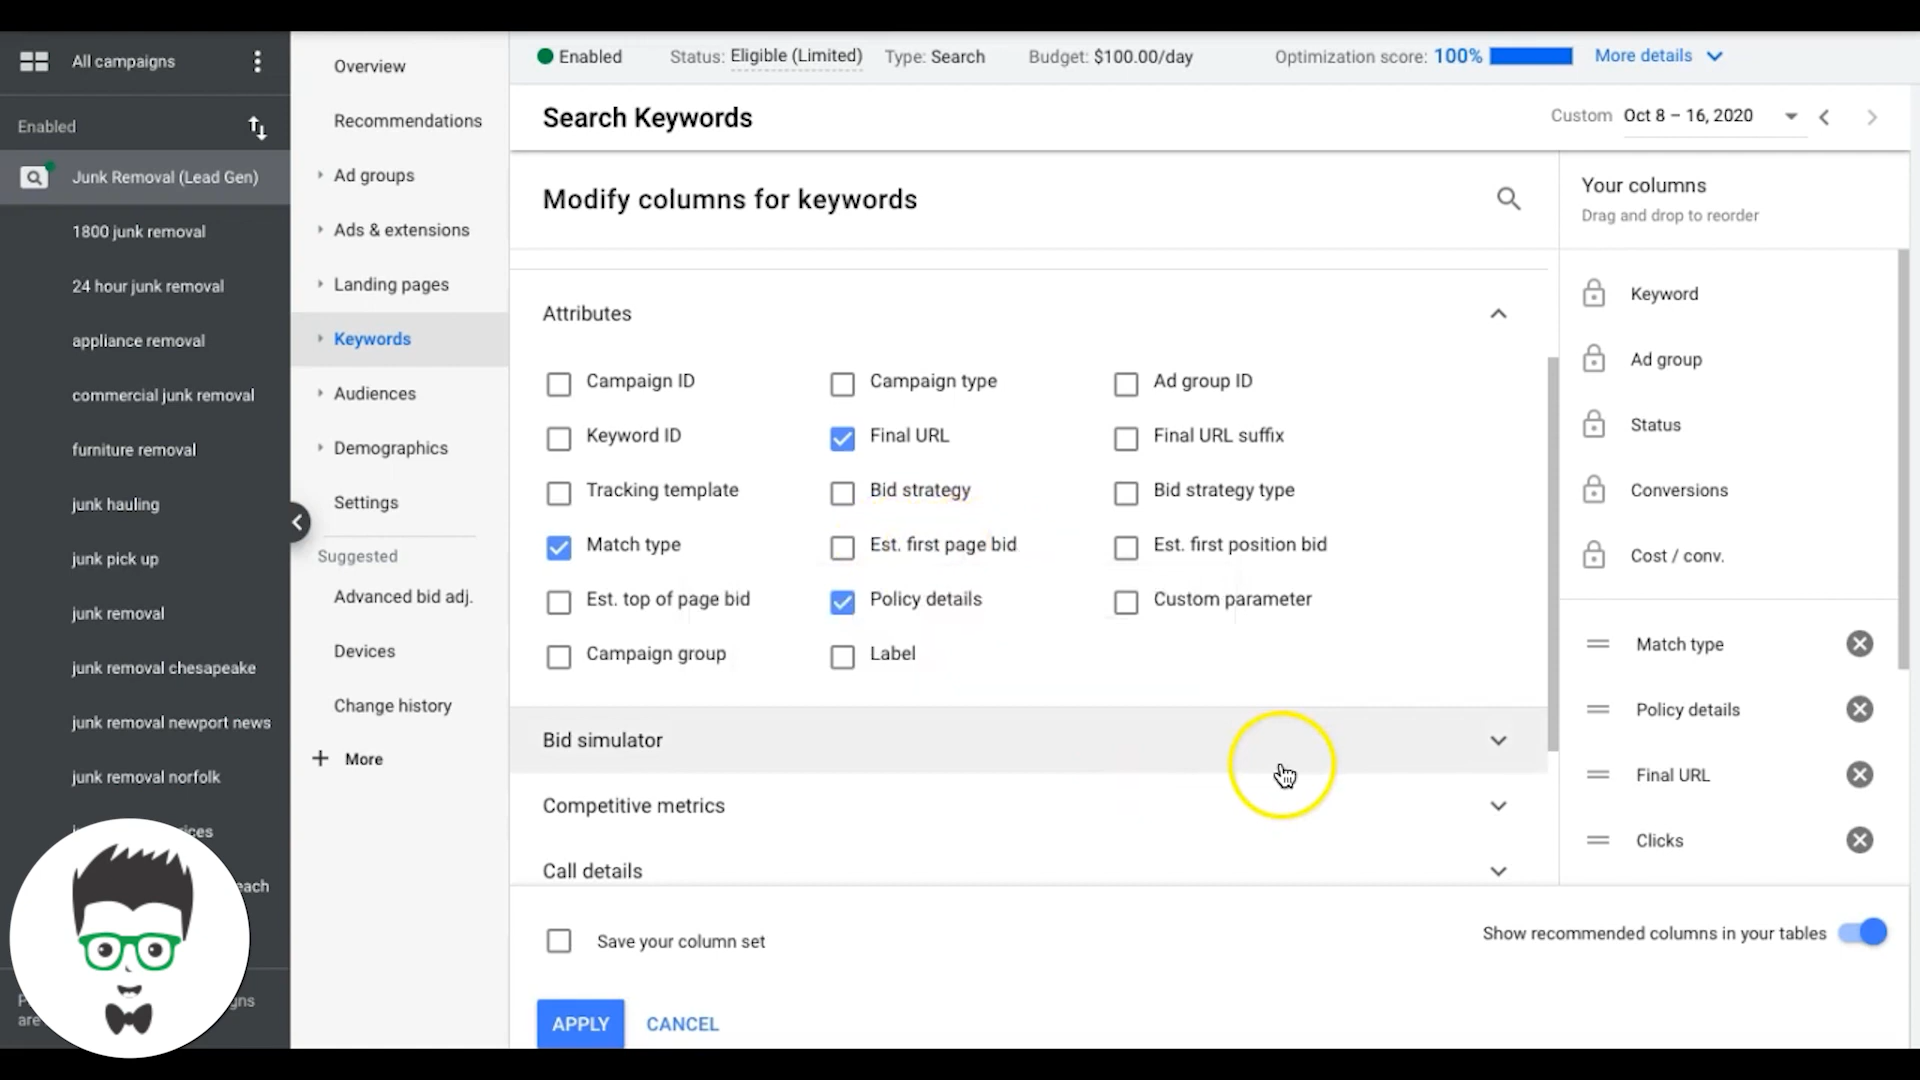 All campaigns
Enabled
Junk Removal (Lead Gen)
1800 junk removal
24 hour junk removal
appliance removal
commercial junk removal
furniture removal
junk hauling
junk pick up
junk removal
junk removal chesapeake
junk removal newport news
junk removal norfolk
Overview
Recommendations
Ad groups
Ads & extensions
Landing pages
Keywords
Audiences
Demographics
Settings
Suggested
Advanced bid adj.
Devices
Change history
More
Enabled Status: Eligible (Limited) Type: Search Budget: $100.00/day Optimization score: 100% More details
Search Keywords
Custom Oct 8 – 16, 2020
Modify columns for keywords
Attributes
Campaign ID Campaign type Ad group ID
Keyword ID Final URL Final URL suffix
Tracking template Bid strategy Bid strategy type
Match type Est. first page bid Est. first position bid
Est. top of page bid Policy details Custom parameter
Campaign group Label
Bid simulator
Competitive metrics
Call details
Your columns
Drag and drop to reorder
Keyword
Ad group
Status
Conversions
Cost / conv.
Match type
Policy details
Final URL
Clicks
Save your column set
Show recommended columns in your tables
APPLY CANCEL